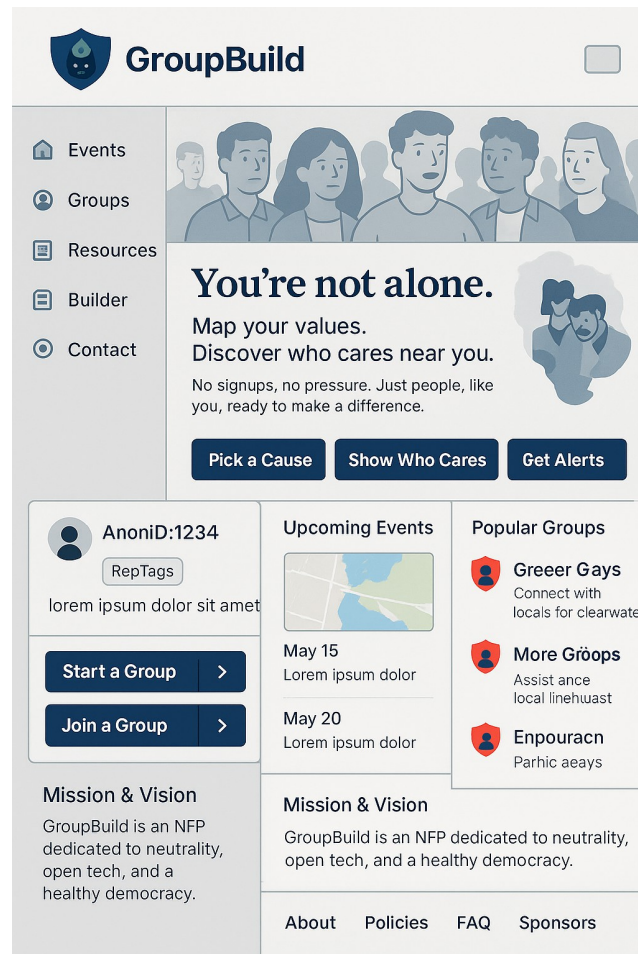 GroupBuild
Events
Groups
Resources
Builder
Contact
You're not alone.
Map your values.
Discover who cares near you.
No signups, no pressure. Just people, like
you, ready to make a difference.
Pick a Cause
Show Who Cares
Get Alerts
AnoniD:1234
RepTags
lorem ipsum dolor sit amet
Start a Group
Join a Group
Mission & Vision
GroupBuild is an NFP
dedicated to neutrality,
open tech, and a
healthy democracy.
Upcoming Events
May 15
Lorem ipsum dolor
May 20
Lorem ipsum dolor
Popular Groups
Greeer Gays
Connect with
locals for clearwate
More Gröops
Assist ance
local linehuast
Enpouracn
Parhic aeays
Mission & Vision
GroupBuild is an NFP dedicated to neutrality,
open tech, and a healthy democracy.
About
Policies
FAQ
Sponsors